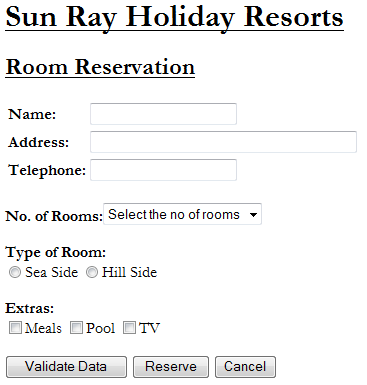 Sun Ray Holiday Resorts
Room Reservation
Name:
Address:
Telephone:
No. of Rooms: Select the no of rooms
Type of Room:
Sea Side Hill Side
Extras:
Meals Pool TV
Validate Data Reserve Cancel